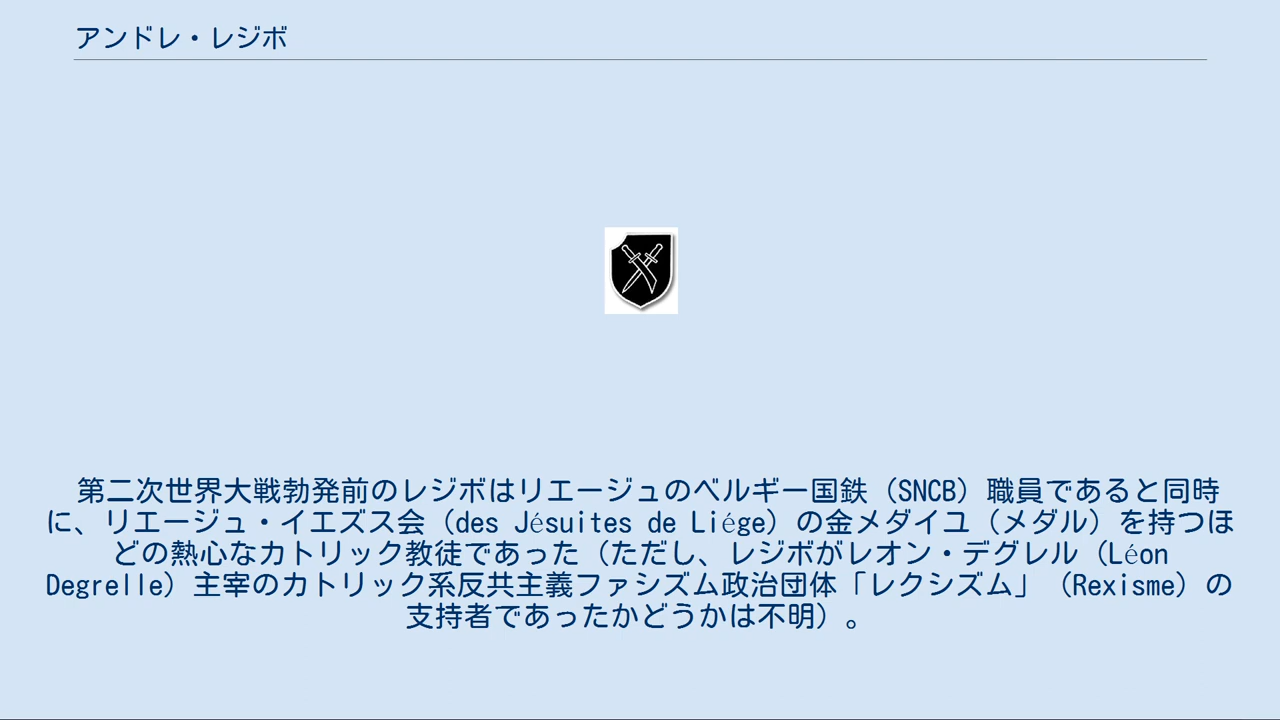 アンドレ・レジボ
第二次世界大戦勃発前のレジボはリエージュのベルギー国鉄（SNCB）職員であると同時
に、リエージュ・イエズス会（des Jésuites de Liége）の金メダイユ（メダル）を持つほ
どの熱心なカトリック教徒であった（ただし、レジボがレオン・デグレル（Léon
Degrelle）主宰のカトリック系反共主義ファシズム政治団体「レクシズム」（Rexisme）の
支持者であったかどうかは不明）。